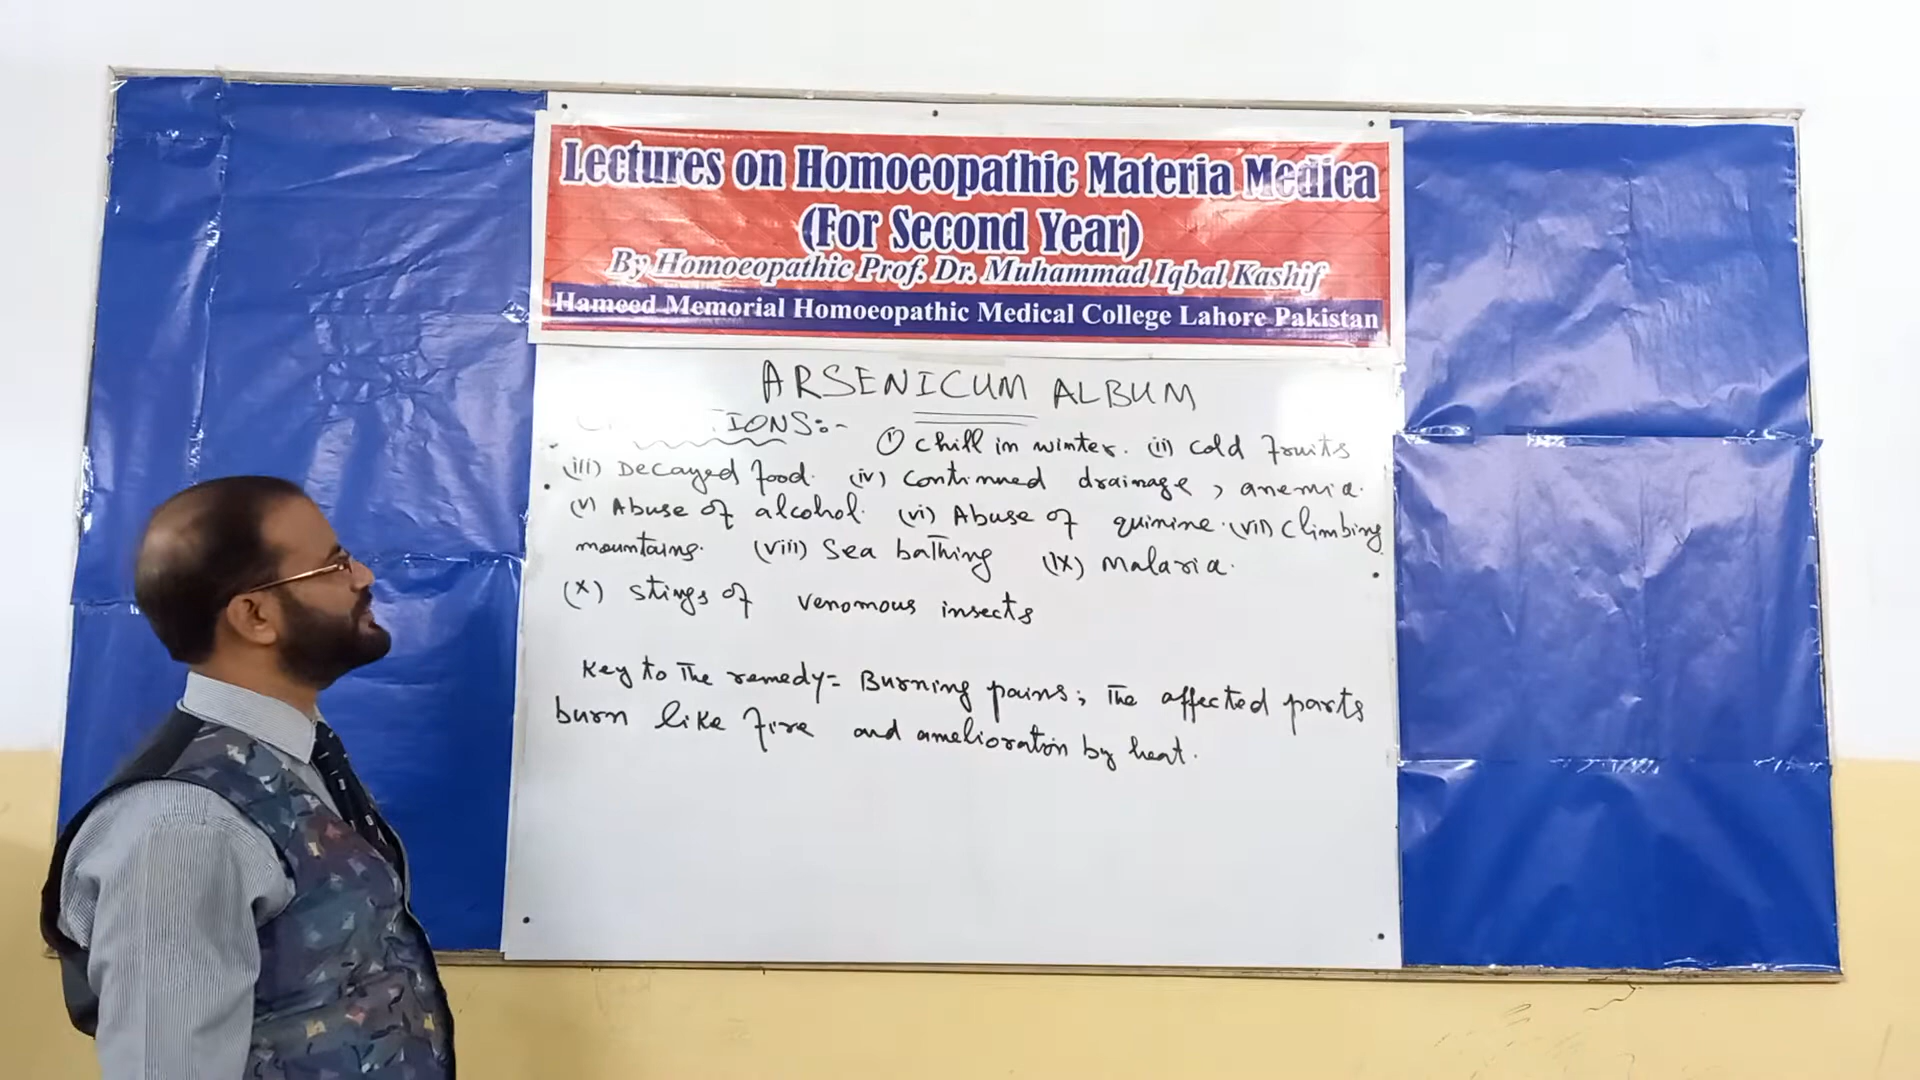 Lectures on Homoeopathic Materia Medica
(For Second Year)
By Homoeopathic Prof. Dr. Muhammad Iqbal Kashif
Hameed Memorial Homoeopathic Medical College Lahore Pakistan
ARSENICUM ALBUM
(i) Chill in winter. (ii) cold fruits
(iii) Decayed food. (iv) Continued drainage, anemia.
(v) Abuse of alcohol. (vi) Abuse of quinine. (vii) Climbing
mountains. (viii) Sea bathing (ix) Malaria.
(x) stings of venomous insects
Key to The remedy = Burning pains; The affected parts
burn like fire and amelioration by heat.